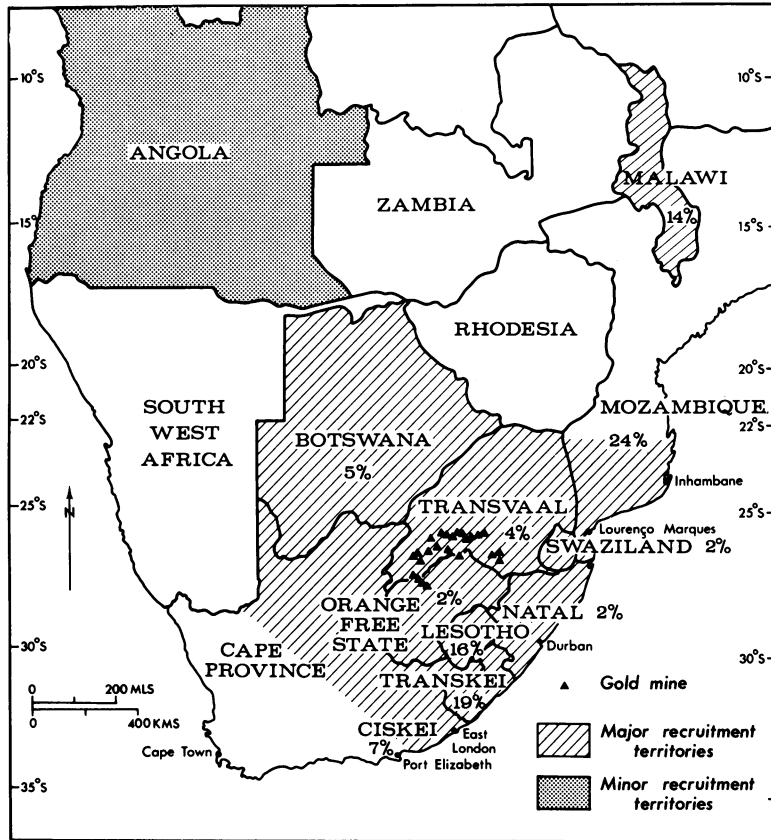 10°S
10°S
ANGOLA
MALAWI
ZAMBIA
14%
15°S
15°S
RHODESIA
20°S
20°S
SOUTH
WEST
AFRICA
MOZAMBIQUE
22°S
22°S
BOTSWANA
24%
5%
Inhambane
N
25°S
25°S
TRANSVAAL
4%
Lourenço Marques
SWAZILAND 2%
ORANGE
FREE
STATE
2%
NATAL 2%
LESOTHO
16%
Durban
CAPE
PROVINCE
30°S
30°S
TRANSKEI
19%
0 200 MLS
0 400 KMS
CISKEI
7%
East
London
Cape Town
Port Elizabeth
35°S
Gold mine
Major recruitment
territories
Minor recruitment
territories